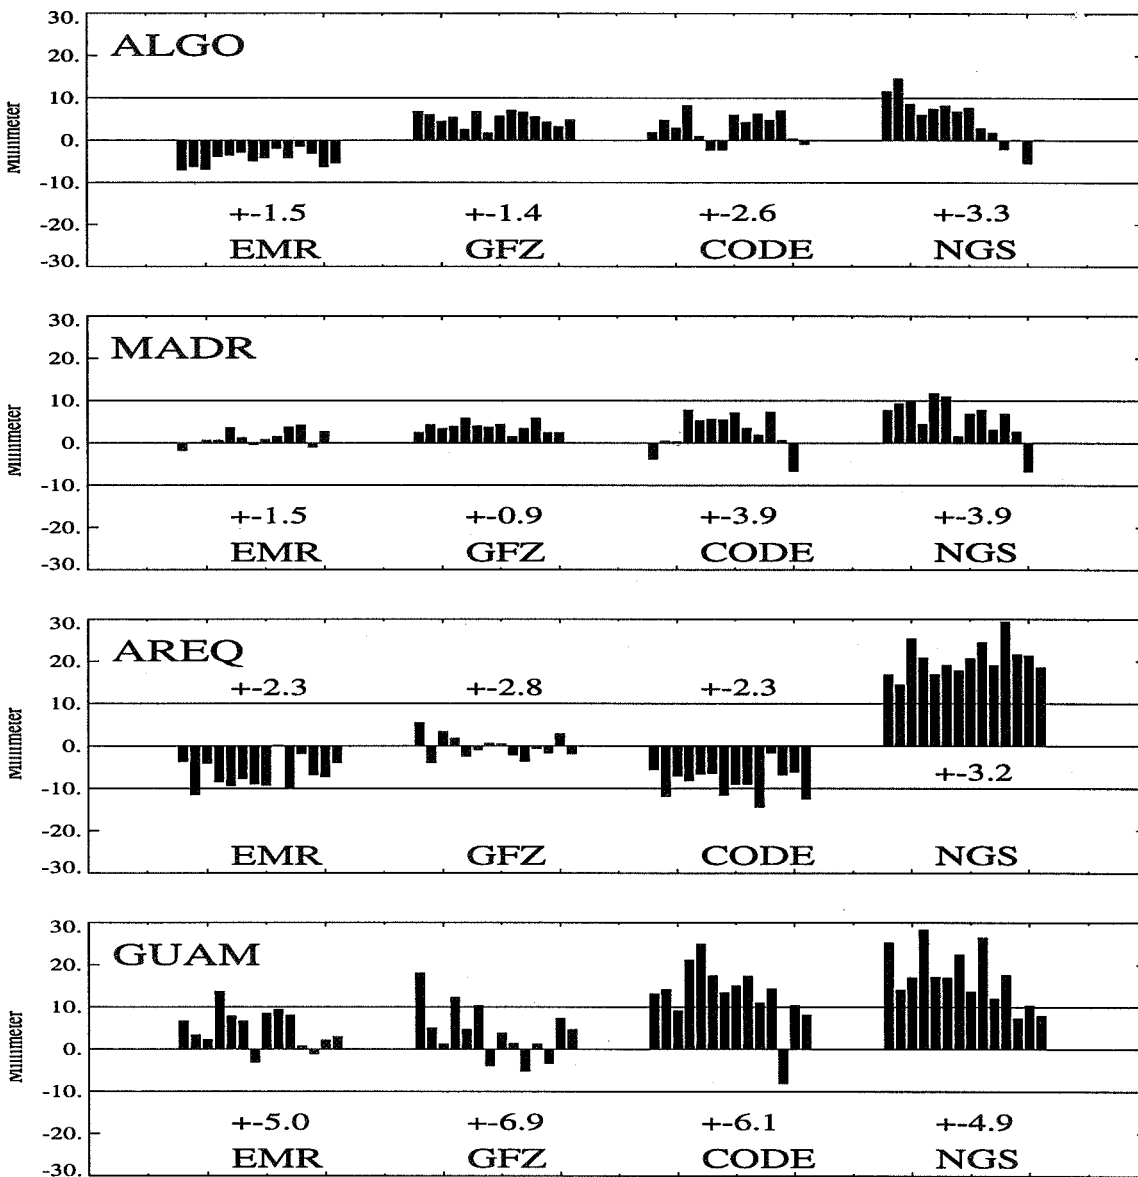 30.
ALGO
20.
10.
0.
-10.
-20.
-30.
Millimeter
+-1.5 +-1.4 +-2.6 +-3.3
EMR GFZ CODE NGS
30.
MADR
20.
10.
0.
-10.
-20.
-30.
Millimeter
+-1.5 +-0.9 +-3.9 +-3.9
EMR GFZ CODE NGS
30.
AREQ
20.
10.
0.
-10.
-20.
-30.
Millimeter
+-2.3 +-2.8 +-2.3
+-3.2
EMR GFZ CODE NGS
30.
GUAM
20.
10.
0.
-10.
-20.
-30.
Millimeter
+-5.0 +-6.9 +-6.1 +-4.9
EMR GFZ CODE NGS